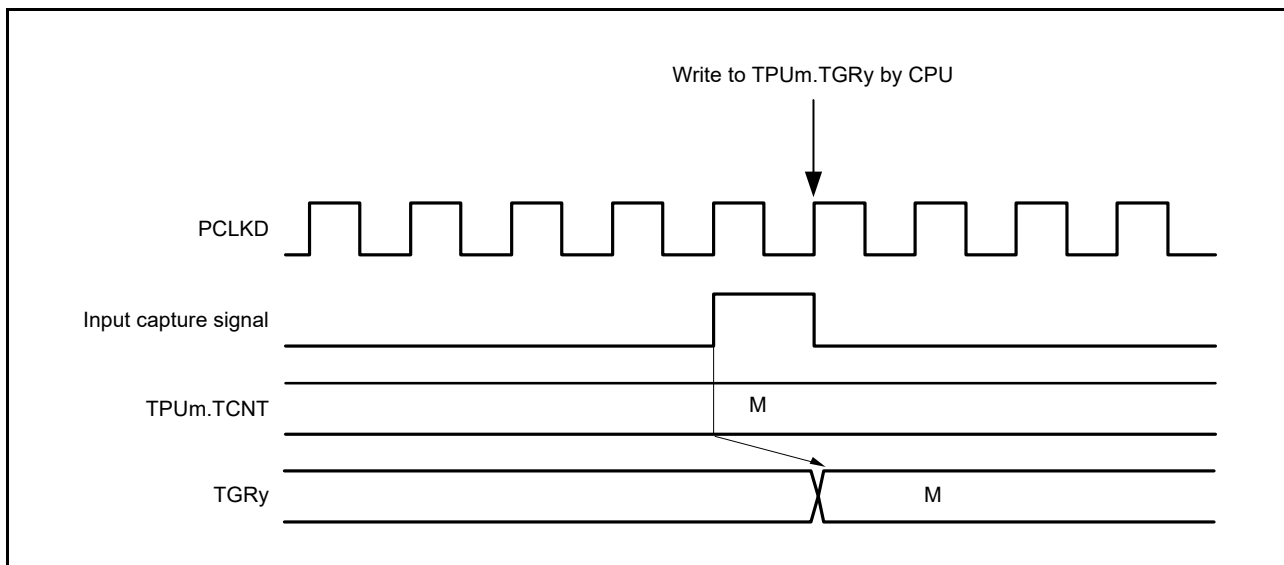 Write to TPUm.TGRy by CPU
PCLKD
Input capture signal
TPUm.TCNT
M
TGRy
M